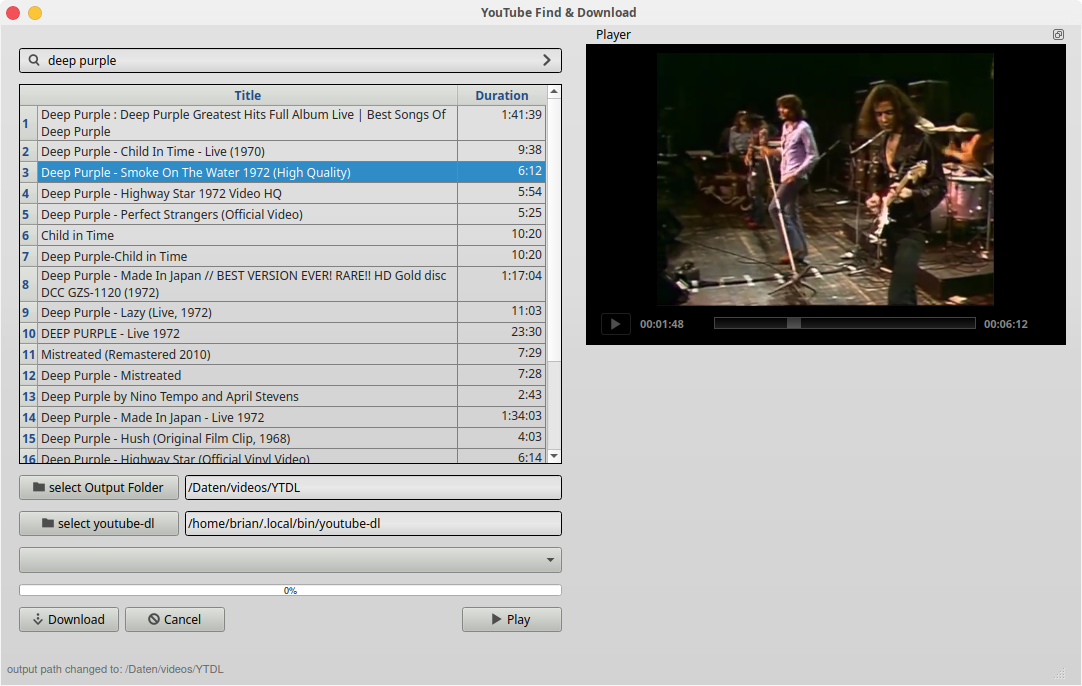 YouTube Find & Download
deep purple
Title Duration
1 Deep Purple : Deep Purple Greatest Hits Full Album Live | Best Songs Of 1:41:39
Deep Purple
2 Deep Purple - Child In Time - Live (1970) 9:38
3 Deep Purple - Smoke On The Water 1972 (High Quality) 6:12
4 Deep Purple - Highway Star 1972 Video HQ 5:54
5 Deep Purple - Perfect Strangers (Official Video) 5:25
6 Child in Time 10:20
7 Deep Purple-Child in Time 10:20
8 Deep Purple - Made In Japan // BEST VERSION EVER! RARE!! HD Gold disc 1:17:04
DCC GZS-1120 (1972)
9 Deep Purple - Lazy (Live, 1972) 11:03
10 DEEP PURPLE - Live 1972 23:30
11 Mistreated (Remastered 2010) 7:29
12 Deep Purple - Mistreated 7:28
13 Deep Purple by Nino Tempo and April Stevens 2:43
14 Deep Purple - Made In Japan - Live 1972 1:34:03
15 Deep Purple - Hush (Original Film Clip, 1968) 4:03
16 Deep Purple - Highway Star (Official Vinyl Video) 6:14
select Output Folder /Daten/videos/YTDL
select youtube-dl /home/brian/.local/bin/youtube-dl
0%
Download Cancel Play
output path changed to: /Daten/videos/YTDL
Player
00:01:48 00:06:12